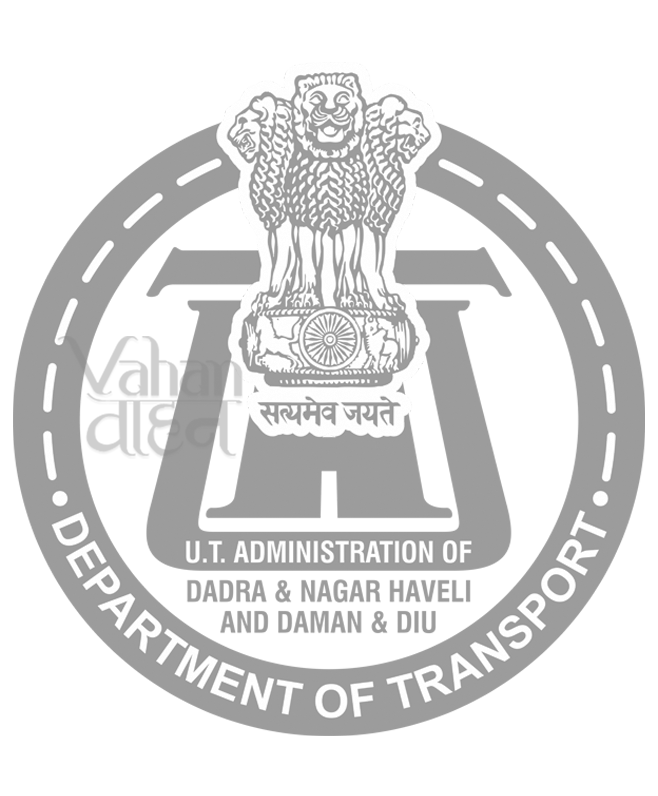 सत्यमेव जयते
Vahan
वाहन
U.T. ADMINISTRATION OF
DADRA & NAGAR HAVELI
AND DAMAN & DIU
• DEPARTMENT OF TRANSPORT •